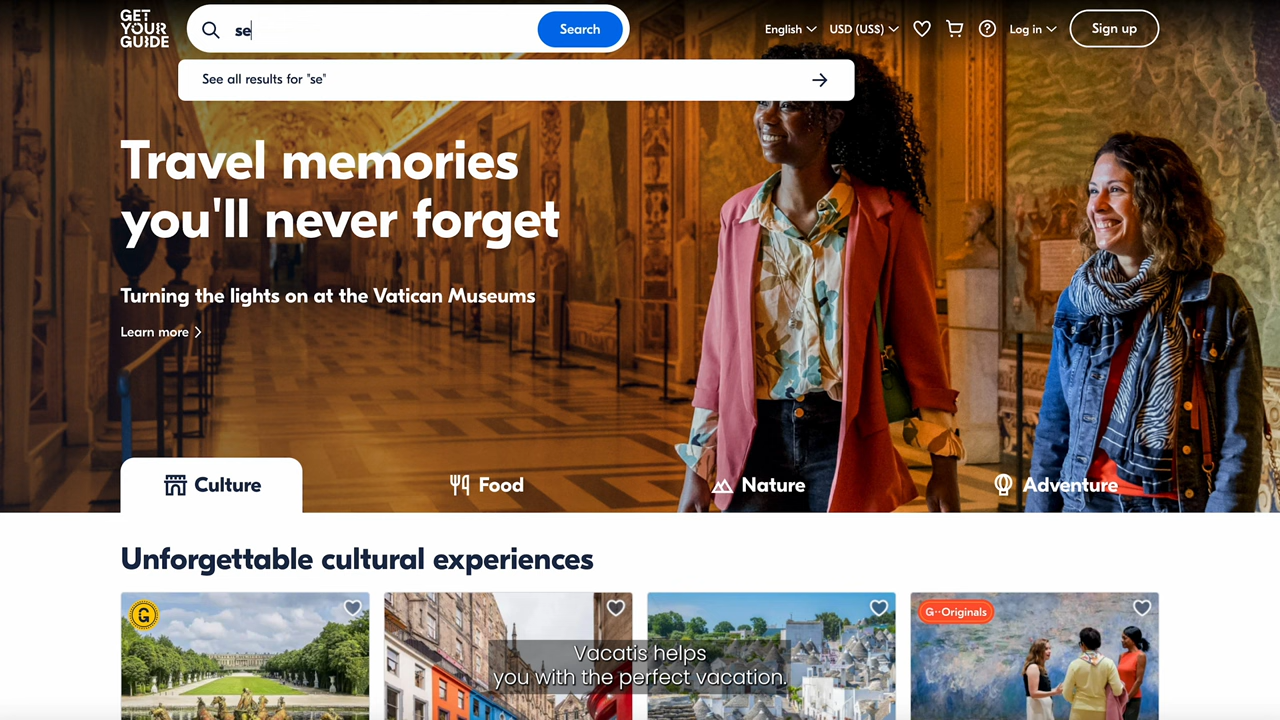 GET
YOUR
GUIDE
se
Search
English
USD (US$)
Log in
Sign up
See all results for "se"
Travel memories
you'll never forget
Turning the lights on at the Vatican Museums
Learn more
Culture
Food
Nature
Adventure
Unforgettable cultural experiences
G
G··Originals
Vacatis helps
you with the perfect vacation.